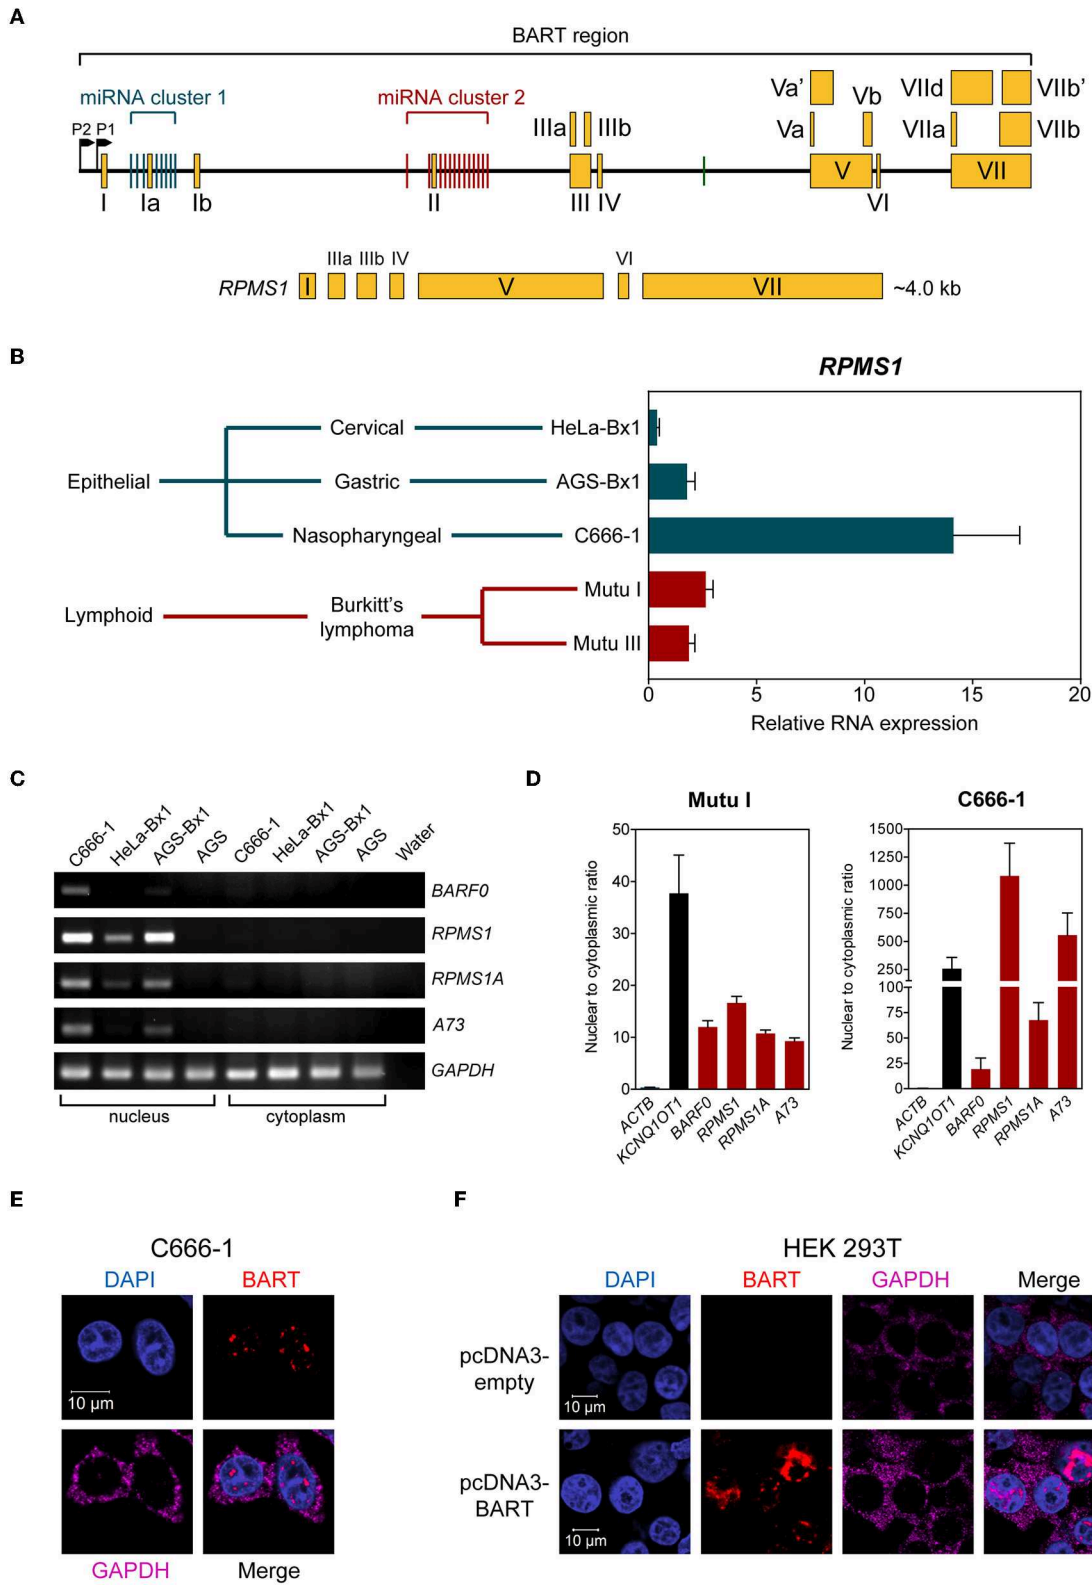 A
BART region
miRNA cluster 1
miRNA cluster 2
Va' Vb VIId VIIb'
P2 P1
IIIa IIIb Va VIIa VIIb
V VII
I Ia Ib II III IV VI
IIIa IIIb IV VI
RPMS1 I V VII ~4.0 kb
B
RPMS1
Cervical HeLa-Bx1
Epithelial Gastric AGS-Bx1
Nasopharyngeal C666-1
Mutu I
Lymphoid Burkitt's
lymphoma
Mutu III
0 5 10 15 20
Relative RNA expression
C
C666-1 HeLa-Bx1 AGS-Bx1 AGS C666-1 HeLa-Bx1 AGS-Bx1 AGS Water
BARF0
RPMS1
RPMS1A
A73
GAPDH
nucleus cytoplasm
D
Mutu I
Nuclear to cytoplasmic ratio
50
40
30
20
10
0
ACTB KCNQ1OT1 BARF0 RPMS1 RPMS1A A73
C666-1
Nuclear to cytoplasmic ratio
1500
1250
1000
750
500
250
100
75
50
25
0
ACTB KCNQ1OT1 BARF0 RPMS1 RPMS1A A73
E
C666-1
DAPI BART
10 µm
GAPDH Merge
F
HEK 293T
DAPI BART GAPDH Merge
pcDNA3-
empty
10 µm
pcDNA3-
BART
10 µm